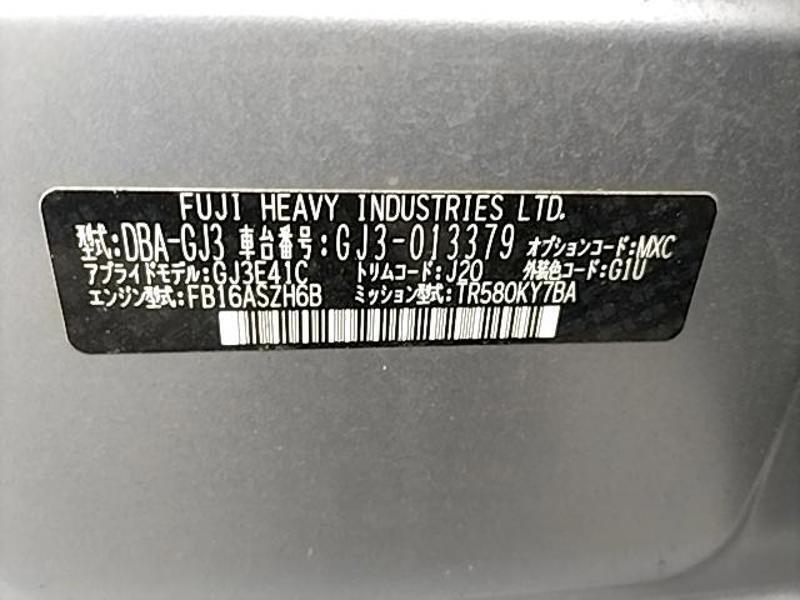 FUJI HEAVY INDUSTRIES LTD.
型式:DBA-GJ3 車台番号:GJ3-013379 オプションコード:MXC
アプライドモデル:GJ3E41C トリムコード:J20 外装色コード:G1U
エンジン型式:FB16ASZH6B ミッション型式:TR580KY7BA